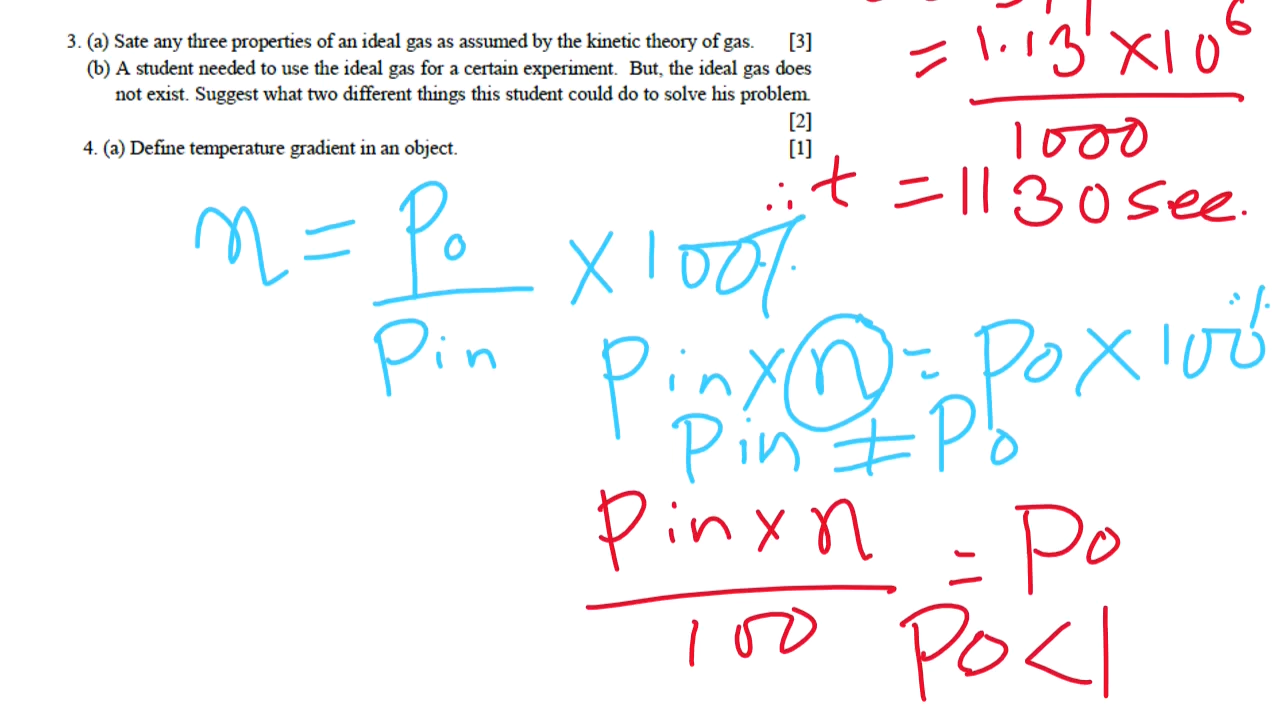 3. (a) Sate any three properties of an ideal gas as assumed by the kinetic theory of gas. [3]
(b) A student needed to use the ideal gas for a certain experiment. But, the ideal gas does
not exist. Suggest what two different things this student could do to solve his problem.
[2]
4. (a) Define temperature gradient in an object. [1]
= 1.13 × 10⁶
1000
∴ t = 1130 sec.
η = Po × 100%
Pin
Pin × η = Po × 100%
Pin ≠ Po
Pin × η = Po
100
Po < 1